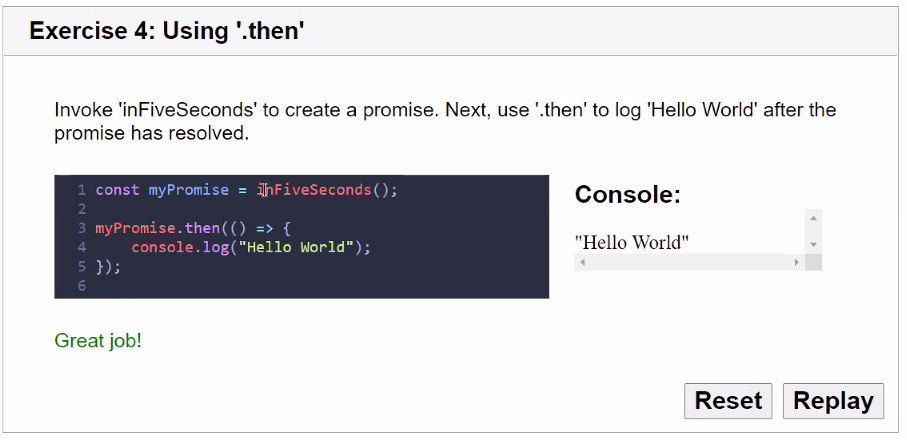 Exercise 4: Using '.then'
Invoke 'inFiveSeconds' to create a promise. Next, use '.then' to log 'Hello World' after the
promise has resolved.
1 const myPromise = inFiveSeconds();
2
3 myPromise.then(() => {
4     console.log("Hello World");
5 });
6
Console:
"Hello World"
Great job!
Reset Replay